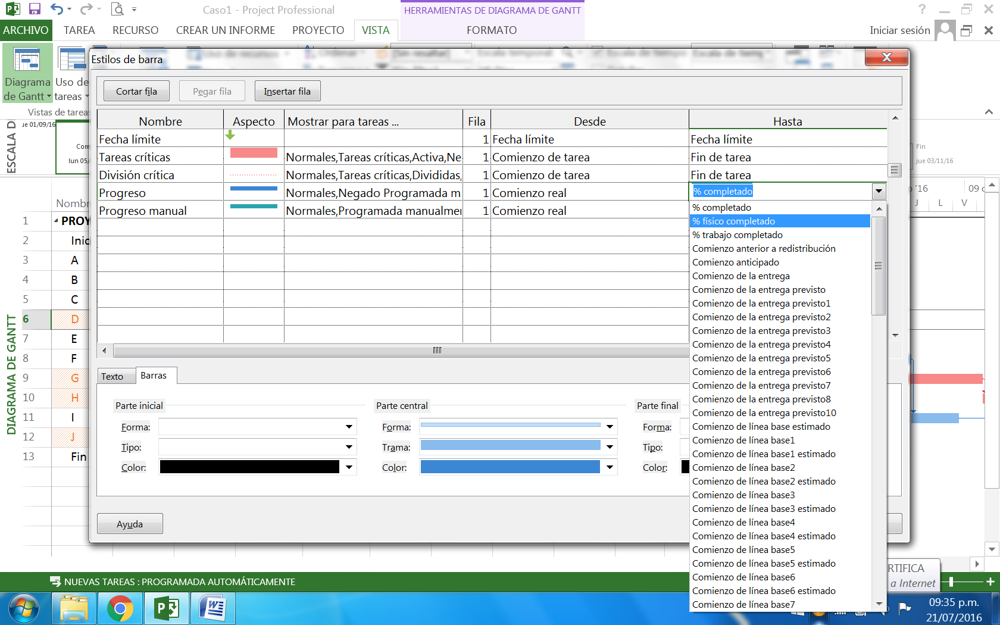 Caso1 - Project Professional
HERRAMIENTAS DE DIAGRAMA DE GANTT
ARCHIVO TAREA RECURSO CREAR UN INFORME PROYECTO VISTA FORMATO Iniciar sesión
Diagrama de Gantt
Uso de tareas
Vistas de tareas
Estilos de barra
Cortar fila Pegar fila Insertar fila
Nombre Aspecto Mostrar para tareas ... Fila Desde Hasta
Fecha límite 1 Fecha límite Fecha límite
Tareas críticas Normales,Tareas críticas,Activa,Ne 1 Comienzo de tarea Fin de tarea
División crítica Normales,Tareas críticas,Divididas, 1 Comienzo de tarea Fin de tarea
Progreso Normales,Negado Programada m 1 Comienzo real % completado
Progreso manual Normales,Programada manualmen 1 Comienzo real
% completado
% físico completado
% trabajo completado
Comienzo anterior a redistribución
Comienzo anticipado
Comienzo de la entrega
Comienzo de la entrega previsto
Comienzo de la entrega previsto1
Comienzo de la entrega previsto2
Comienzo de la entrega previsto3
Comienzo de la entrega previsto4
Comienzo de la entrega previsto5
Comienzo de la entrega previsto6
Comienzo de la entrega previsto7
Comienzo de la entrega previsto8
Comienzo de la entrega previsto10
Comienzo de línea base estimado
Comienzo de línea base1
Comienzo de línea base1 estimado
Comienzo de línea base2
Comienzo de línea base2 estimado
Comienzo de línea base3
Comienzo de línea base3 estimado
Comienzo de línea base4
Comienzo de línea base4 estimado
Comienzo de línea base5
Comienzo de línea base5 estimado
Comienzo de línea base6
Comienzo de línea base6 estimado
Comienzo de línea base7
Texto Barras
Parte inicial Parte central Parte final
Forma: Forma: Forma:
Tipo: Trama: Tipo:
Color: Color: Color:
Ayuda
ESCALA D
ue 01/09/16
Com
lun 05/
Fin
jue 03/11/16
'16 09 o
J L V
DIAGRAMA DE GANTT
Nombr
1 PROY
2 Inic
3 A
4 B
5 C
6 D
7 E
8 F
9 G
10 H
11 I
12 J
13 Fin
RTIFICA
a Internet
NUEVAS TAREAS : PROGRAMADA AUTOMÁTICAMENTE
09:35 p.m.
21/07/2016